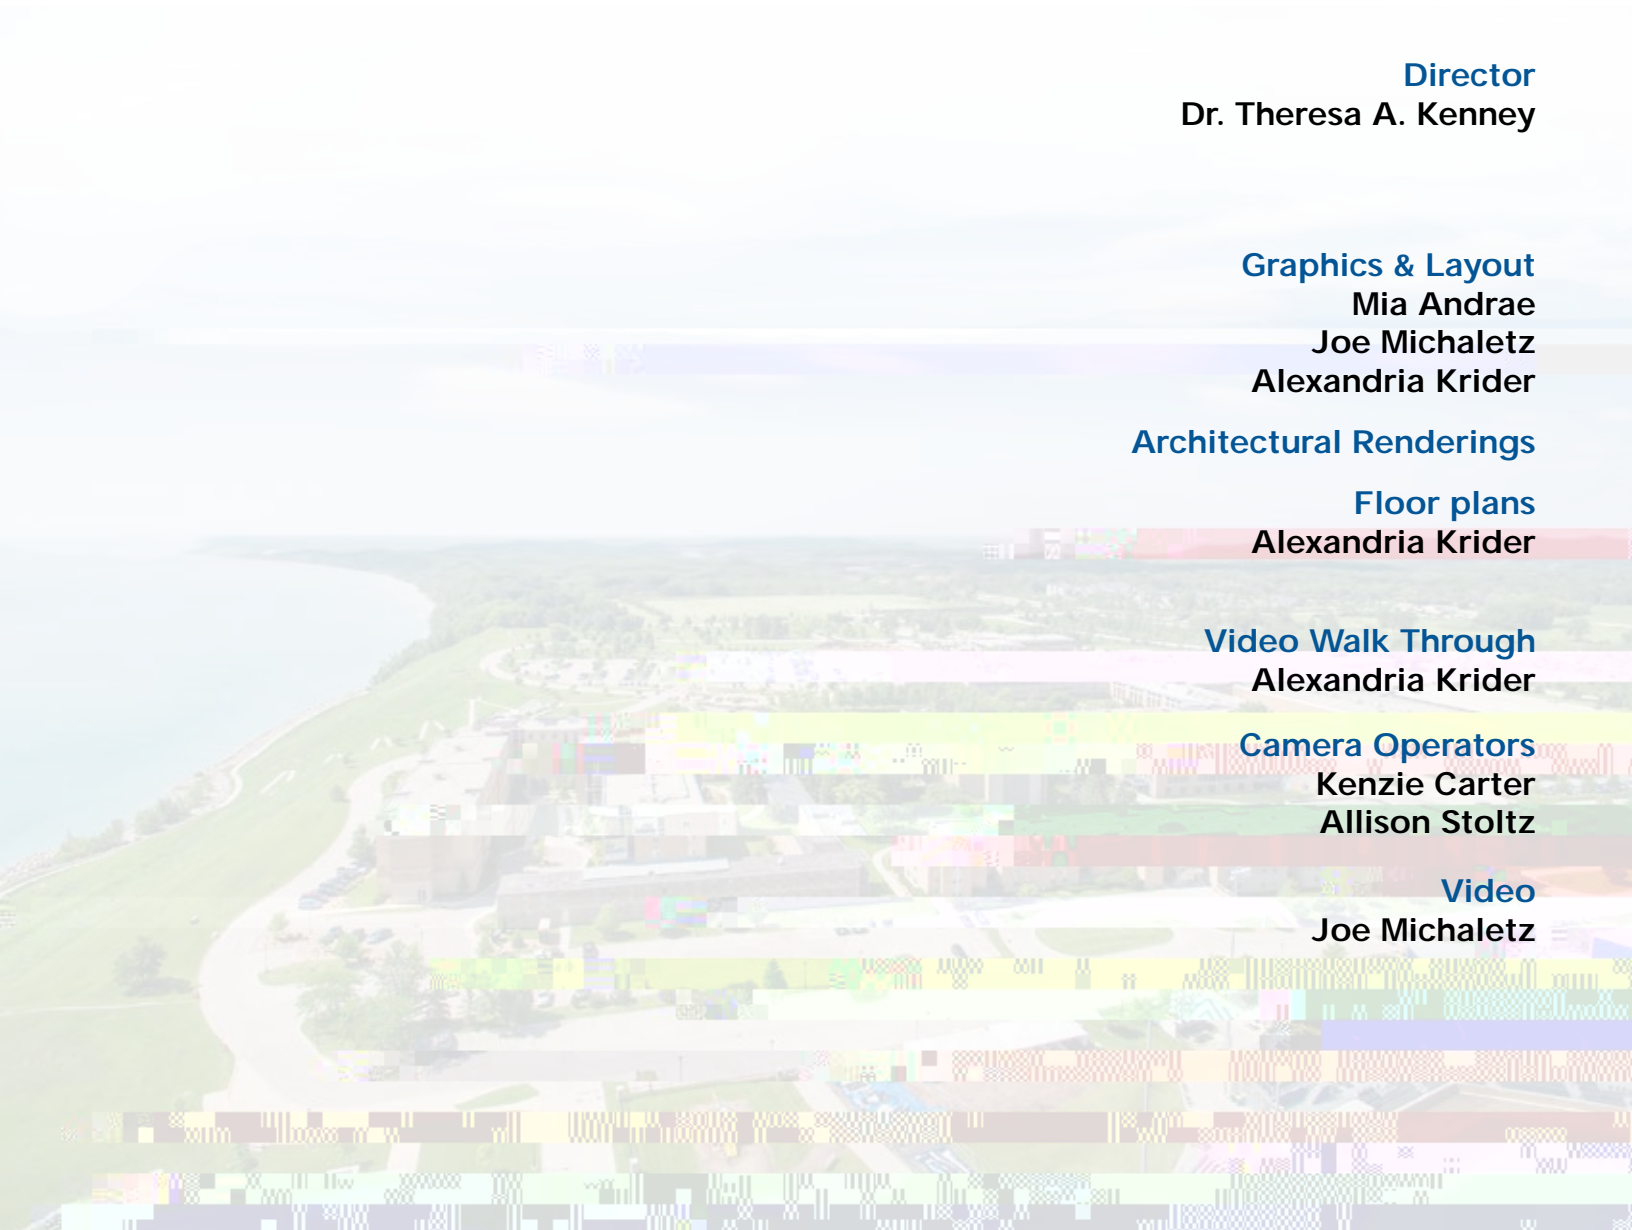 Director
Dr. Theresa A. Kenney
Graphics & Layout
Mia Andrae
Joe Michaletz
Alexandria Krider
Architectural Renderings
Floor plans
Alexandria Krider
Video Walk Through
Alexandria Krider
Camera Operators
Kenzie Carter
Allison Stoltz
Video
Joe Michaletz